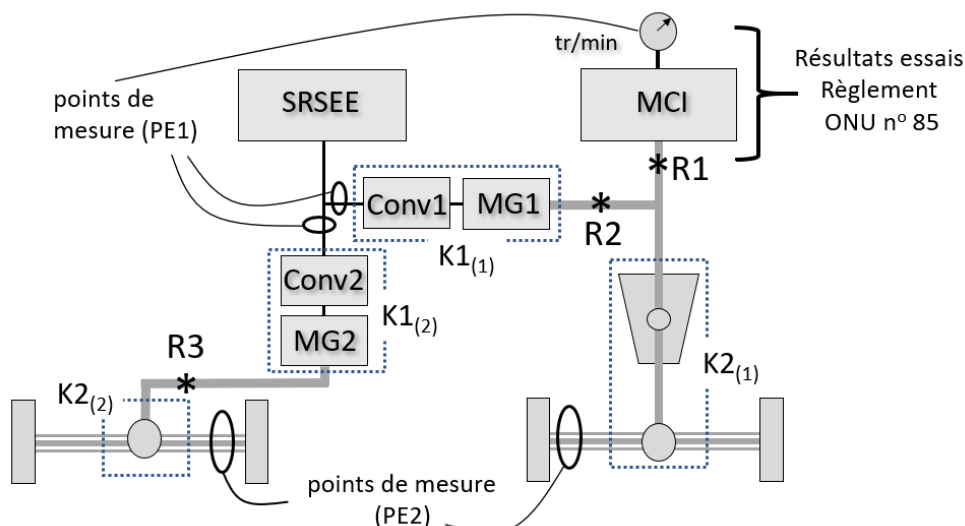 tr/min
Résultats essais
Règlement
ONU nº 85
points de
mesure (PE1)
SRSEE
MCI
R1
Conv1
MG1
R2
K1(1)
Conv2
MG2
K1(2)
R3
K2(2)
K2(1)
points de mesure
(PE2)